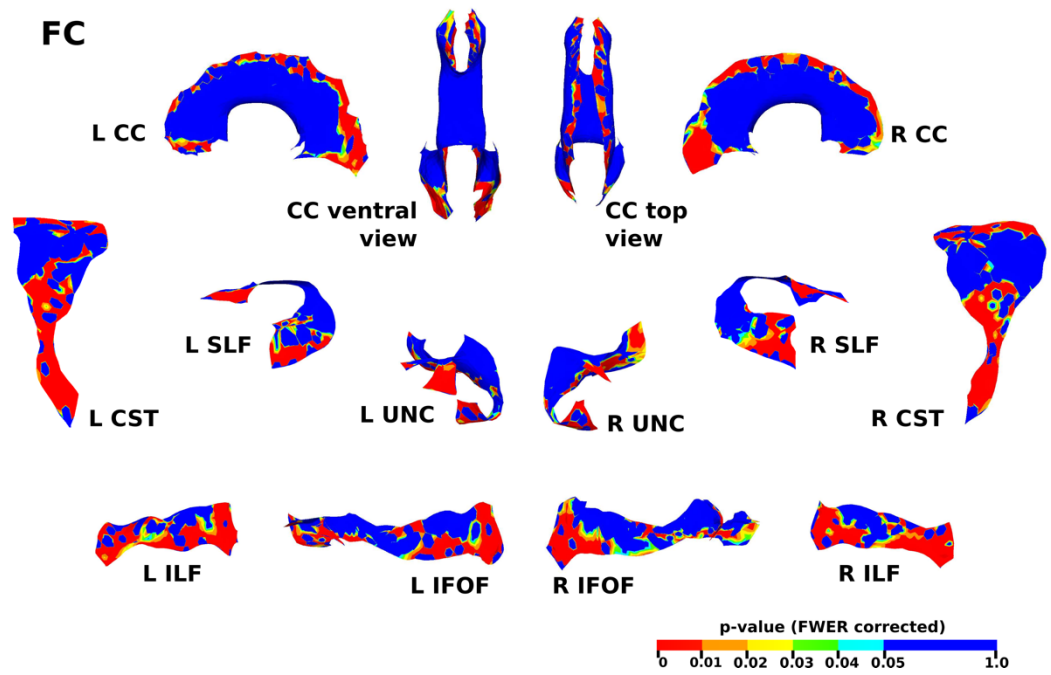 FC
L CC
R CC
CC ventral
view
CC top
view
L SLF
R SLF
L CST
L UNC
R UNC
R CST
L ILF
L IFOF
R IFOF
R ILF
p-value (FWER corrected)
0 0.01 0.02 0.03 0.04 0.05 1.0